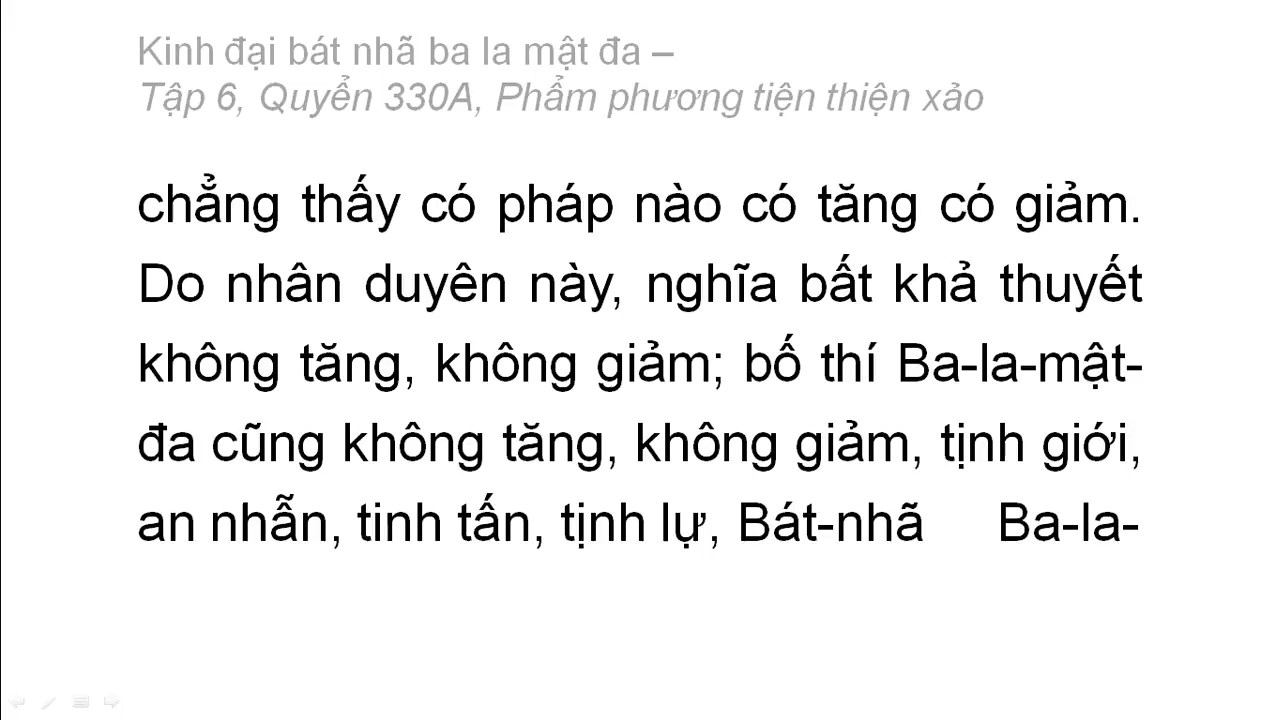 Kinh đại bát nhã ba la mật đa –
Tập 6, Quyển 330A, Phẩm phương tiện thiện xảo
chẳng thấy có pháp nào có tăng có giảm.
Do nhân duyên này, nghĩa bất khả thuyết
không tăng, không giảm; bố thí Ba-la-mật-
đa cũng không tăng, không giảm, tịnh giới,
an nhẫn, tinh tấn, tịnh lự, Bát-nhã Ba-la-